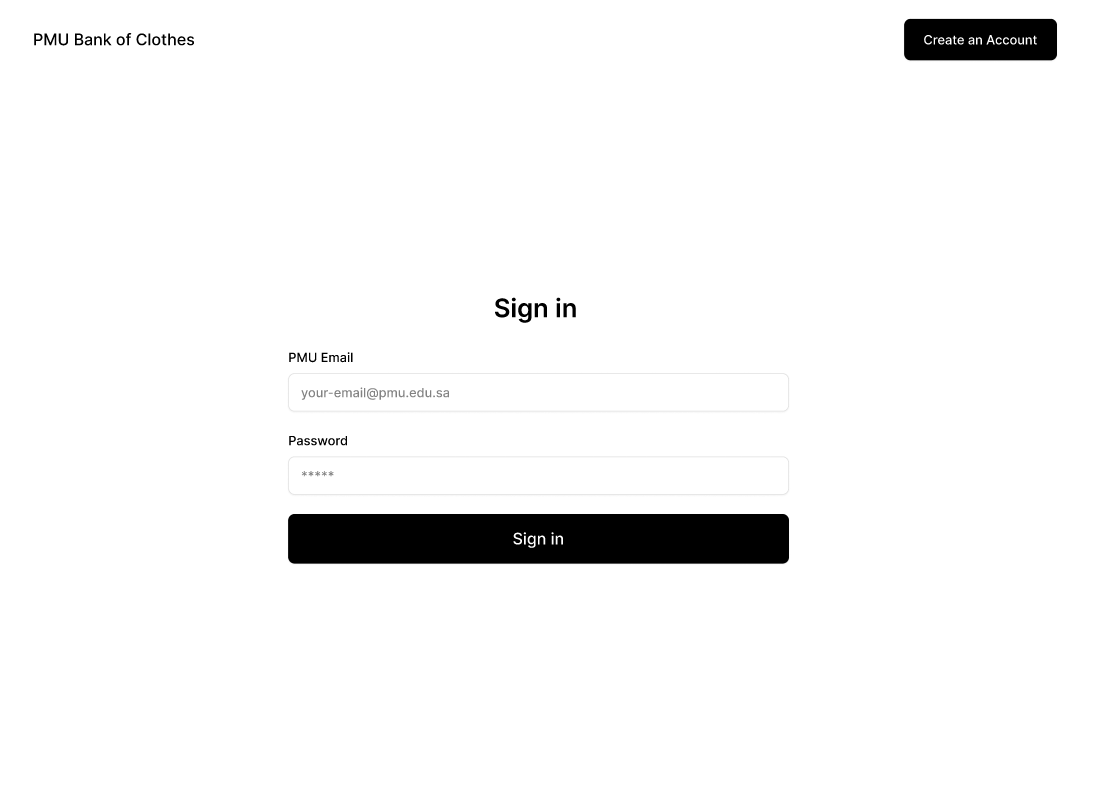 PMU Bank of Clothes
Create an Account
Sign in
PMU Email
your-email@pmu.edu.sa
Password
*****
Sign in